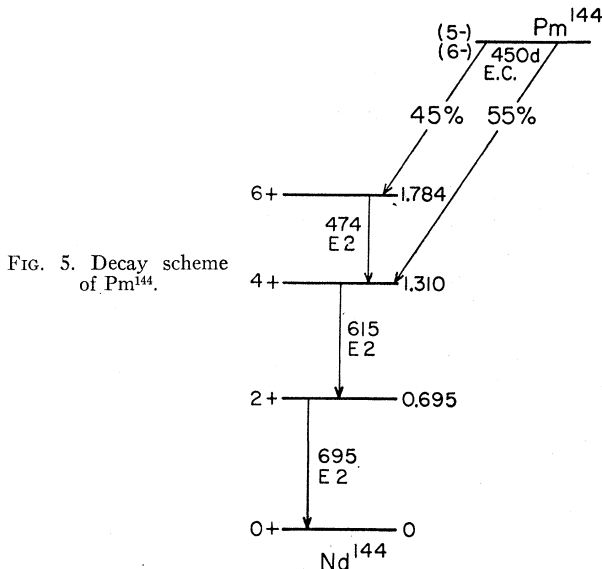 (5-) Pm144
(6-) 450d
E.C.
45% 55%
6+ 1.784
474
E2
FIG. 5. Decay scheme
of Pm144.
4+ 1.310
615
E2
2+ 0.695
695
E2
0+ 0
Nd144